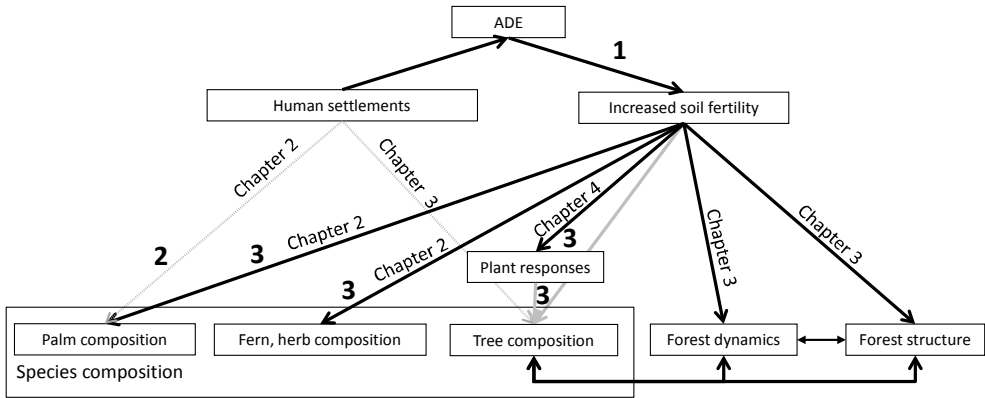 ADE
1
Human settlements
Increased soil fertility
Chapter 2
Chapter 3
Chapter 4
Chapter 2
2
3
Chapter 2
3
3
Chapter 3
Chapter 3
Plant responses
3
Palm composition
Fern, herb composition
Tree composition
Forest dynamics
Forest structure
Species composition